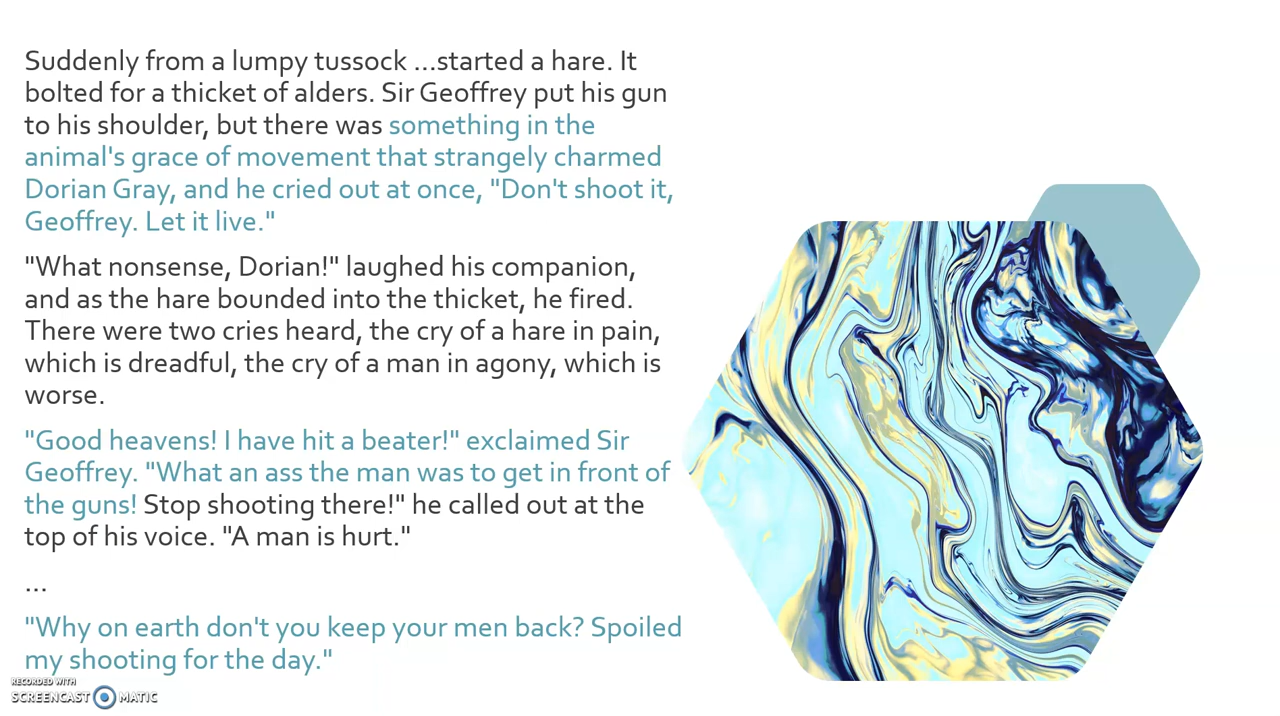 Suddenly from a lumpy tussock ...started a hare. It
bolted for a thicket of alders. Sir Geoffrey put his gun
to his shoulder, but there was something in the
animal's grace of movement that strangely charmed
Dorian Gray, and he cried out at once, "Don't shoot it,
Geoffrey. Let it live."
"What nonsense, Dorian!" laughed his companion,
and as the hare bounded into the thicket, he fired.
There were two cries heard, the cry of a hare in pain,
which is dreadful, the cry of a man in agony, which is
worse.
"Good heavens! I have hit a beater!" exclaimed Sir
Geoffrey. "What an ass the man was to get in front of
the guns! Stop shooting there!" he called out at the
top of his voice. "A man is hurt."
...
"Why on earth don't you keep your men back? Spoiled
my shooting for the day."
RECORDED WITH
SCREENCAST MATIC